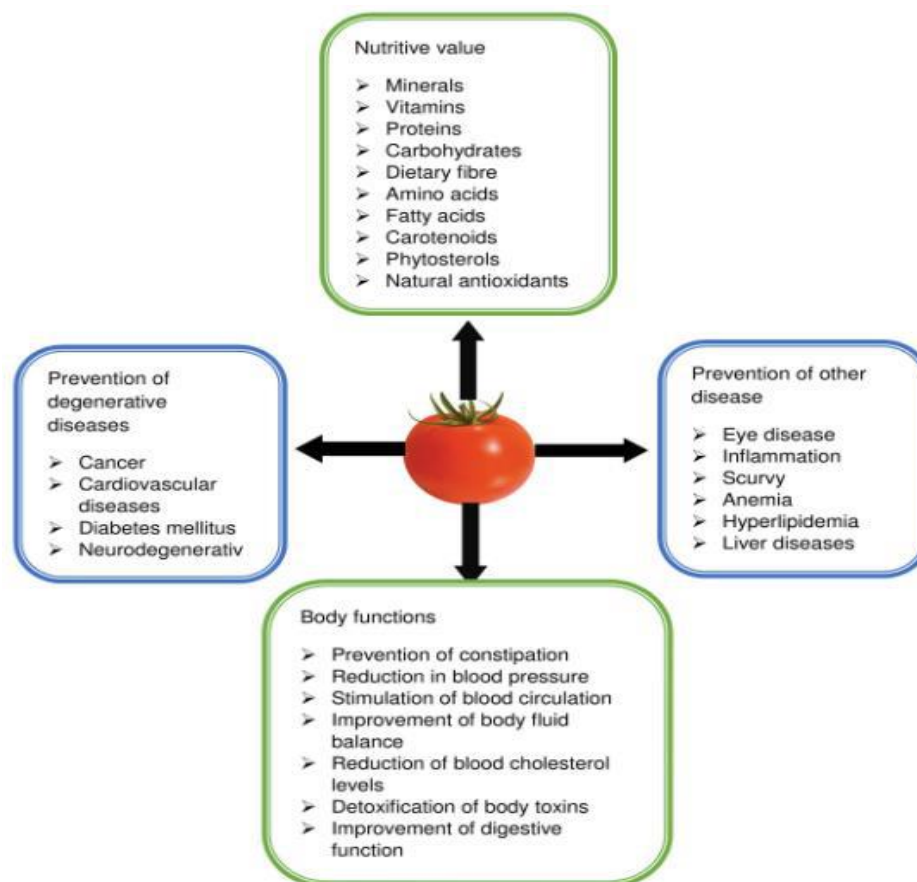 Nutritive value
➢ Minerals
➢ Vitamins
➢ Proteins
➢ Carbohydrates
➢ Dietary fibre
➢ Amino acids
➢ Fatty acids
➢ Carotenoids
➢ Phytosterols
➢ Natural antioxidants
Prevention of
degenerative
diseases
➢ Cancer
➢ Cardiovascular
diseases
➢ Diabetes mellitus
➢ Neurodegenerativ
Prevention of other
disease
➢ Eye disease
➢ Inflammation
➢ Scurvy
➢ Anemia
➢ Hyperlipidemia
➢ Liver diseases
Body functions
➢ Prevention of constipation
➢ Reduction in blood pressure
➢ Stimulation of blood circulation
➢ Improvement of body fluid
balance
➢ Reduction of blood cholesterol
levels
➢ Detoxification of body toxins
➢ Improvement of digestive
function